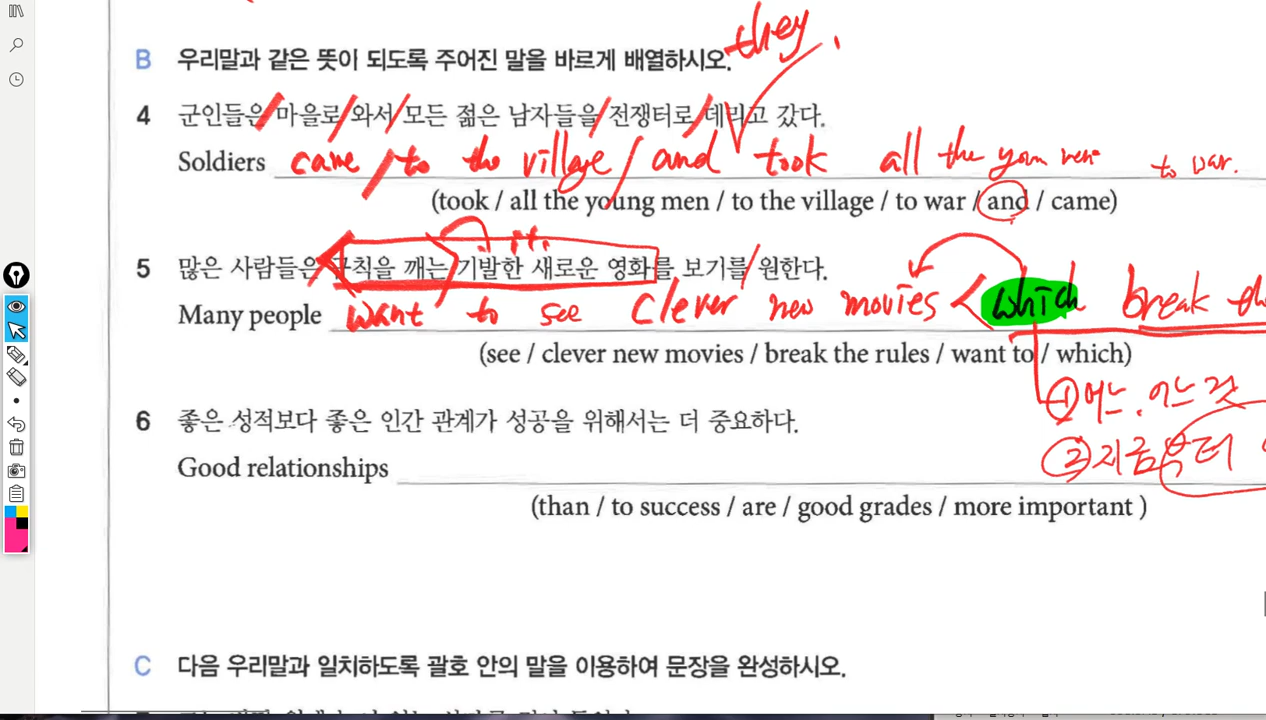 B 우리말과 같은 뜻이 되도록 주어진 말을 바르게 배열하시오.
they
4 군인들은 마을로 와서 모든 젊은 남자들을 전쟁터로 데리고 갔다.
Soldiers came / to the village / and took all the young men to war.
(took / all the young men / to the village / to war / and / came)
5 많은 사람들은 규칙을 깨는 기발한 새로운 영화를 보기를 원한다.
Many people want to see clever new movies which break
(see / clever new movies / break the rules / want to / which)
① 어느, 어느 것
6 좋은 성적보다 좋은 인간 관계가 성공을 위해서는 더 중요하다.
② 지금부터
Good relationships
(than / to success / are / good grades / more important )
C 다음 우리말과 일치하도록 괄호 안의 말을 이용하여 문장을 완성하시오.